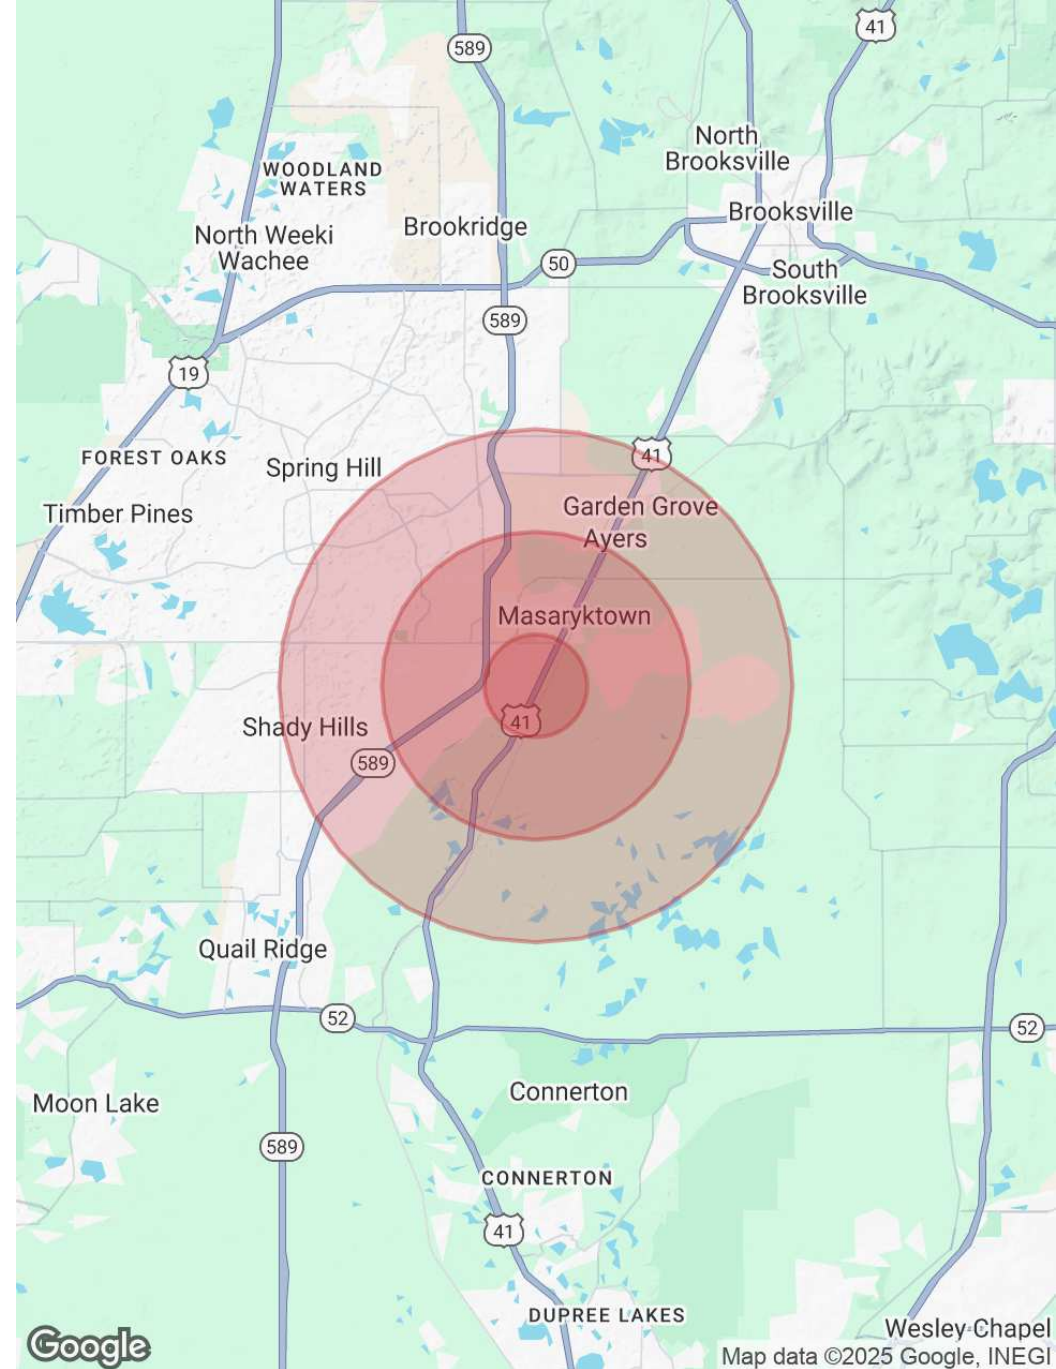 41
589
North
Brooksville
WOODLAND
WATERS
Brooksville
Brookridge
North Weeki
Wachee
50
South
Brooksville
589
19
41
FOREST OAKS
Spring Hill
Garden Grove
Timber Pines
Ayers
Masaryktown
41
Shady Hills
589
Quail Ridge
52
52
Connerton
Moon Lake
589
CONNERTON
41
DUPREE LAKES
Wesley Chapel
Google
Map data ©2025 Google, INEGI